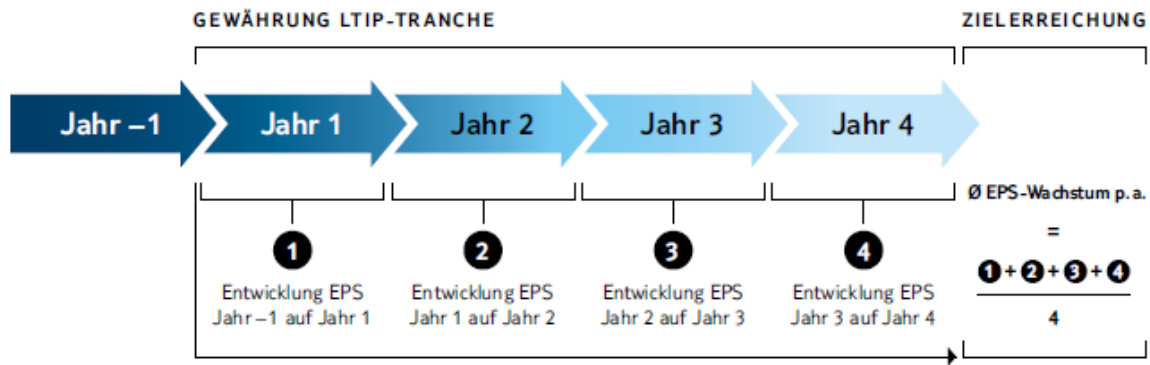 GEWÄHRUNG LTIP-TRANCHE
ZIELERREICHUNG
Jahr –1
Jahr 1
Jahr 2
Jahr 3
Jahr 4
1
Entwicklung EPS
Jahr –1 auf Jahr 1
2
Entwicklung EPS
Jahr 1 auf Jahr 2
3
Entwicklung EPS
Jahr 2 auf Jahr 3
4
Entwicklung EPS
Jahr 3 auf Jahr 4
Ø EPS-Wachstum p. a.
=
1 + 2 + 3 + 4
4